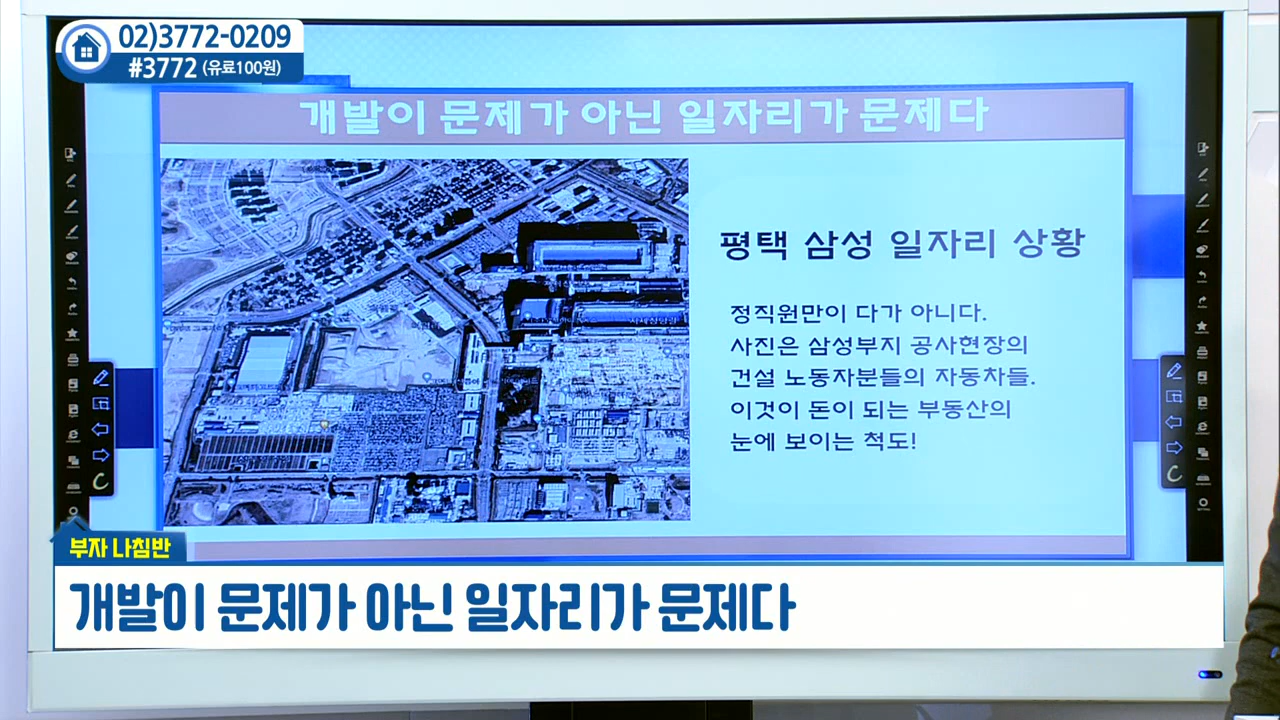 02)3772-0209
#3772 (유료100원)
개발이 문제가 아닌 일자리가 문제다
평택 삼성 일자리 상황
정직원만이 다가 아니다.
사진은 삼성부지 공사현장의
건설 노동자분들의 자동차들.
이것이 돈이 되는 부동산의
눈에 보이는 척도!
부자 나침반
개발이 문제가 아닌 일자리가 문제다